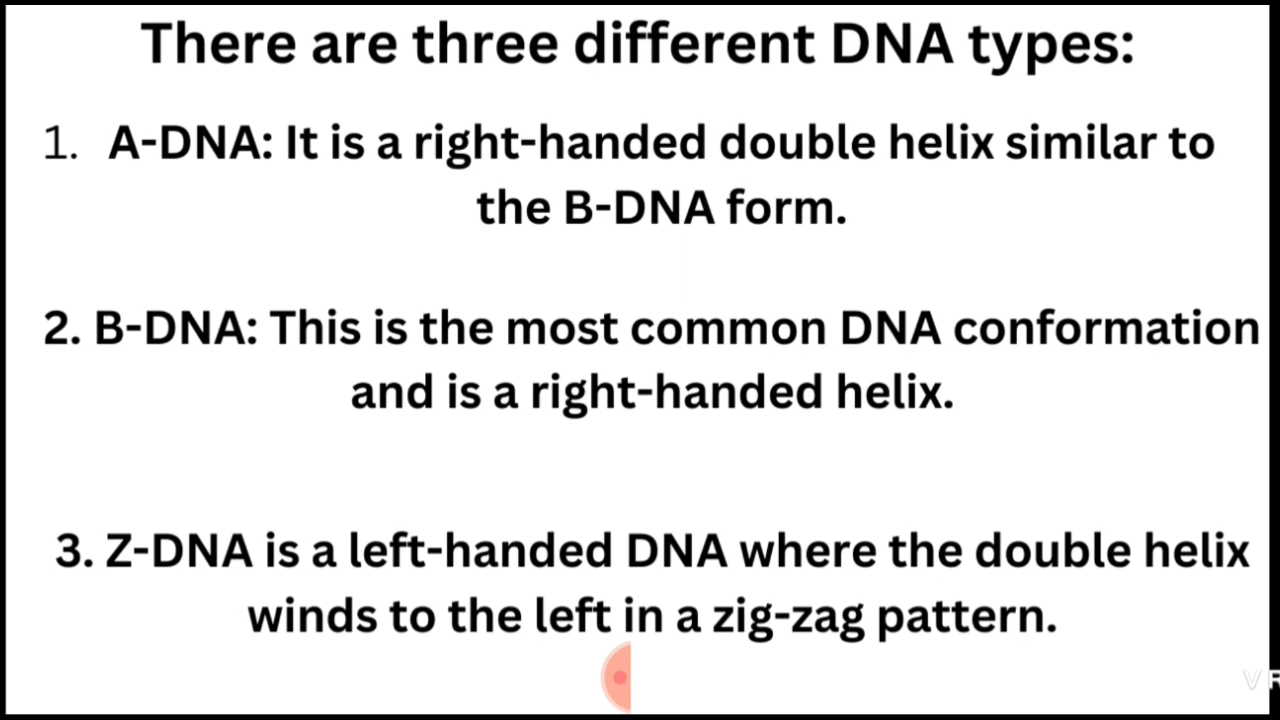 There are three different DNA types:
1. A-DNA: It is a right-handed double helix similar to
the B-DNA form.
2. B-DNA: This is the most common DNA conformation
and is a right-handed helix.
3. Z-DNA is a left-handed DNA where the double helix
winds to the left in a zig-zag pattern.